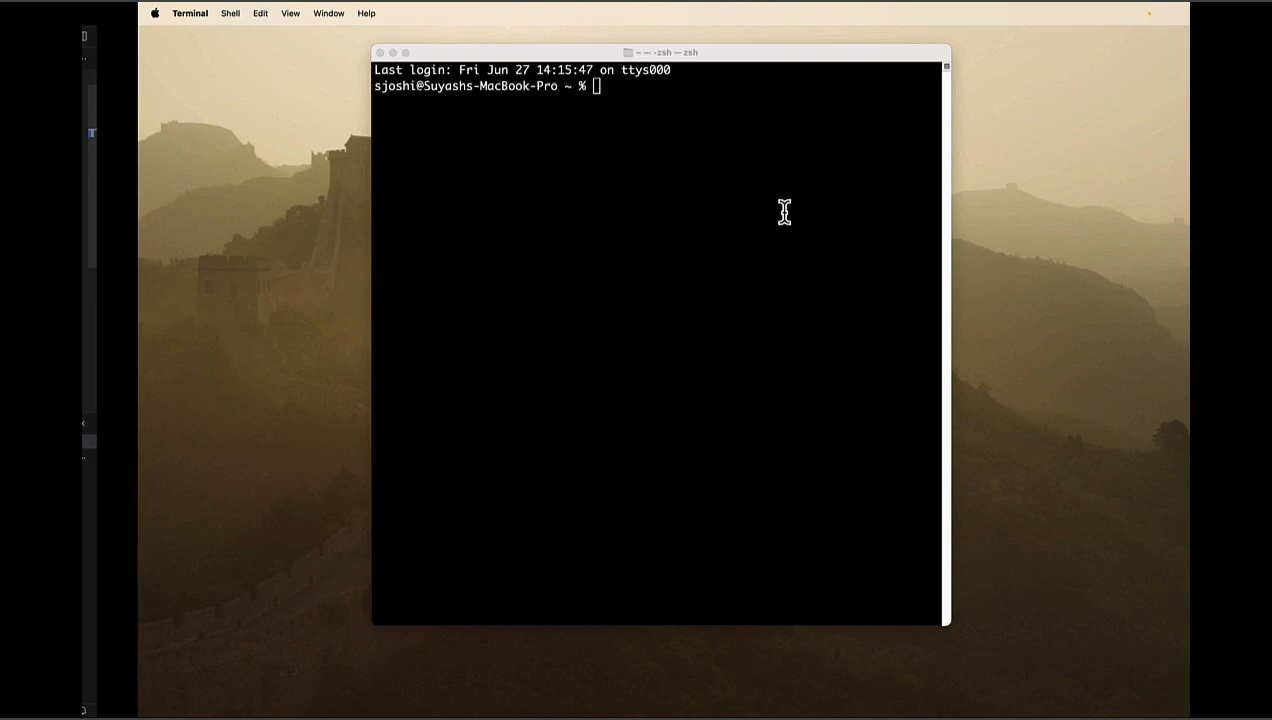 Terminal Shell Edit View Window Help
~ — -zsh — zsh
Last login: Fri Jun 27 14:15:47 on ttys000
sjoshi@Suyashs-MacBook-Pro ~ %